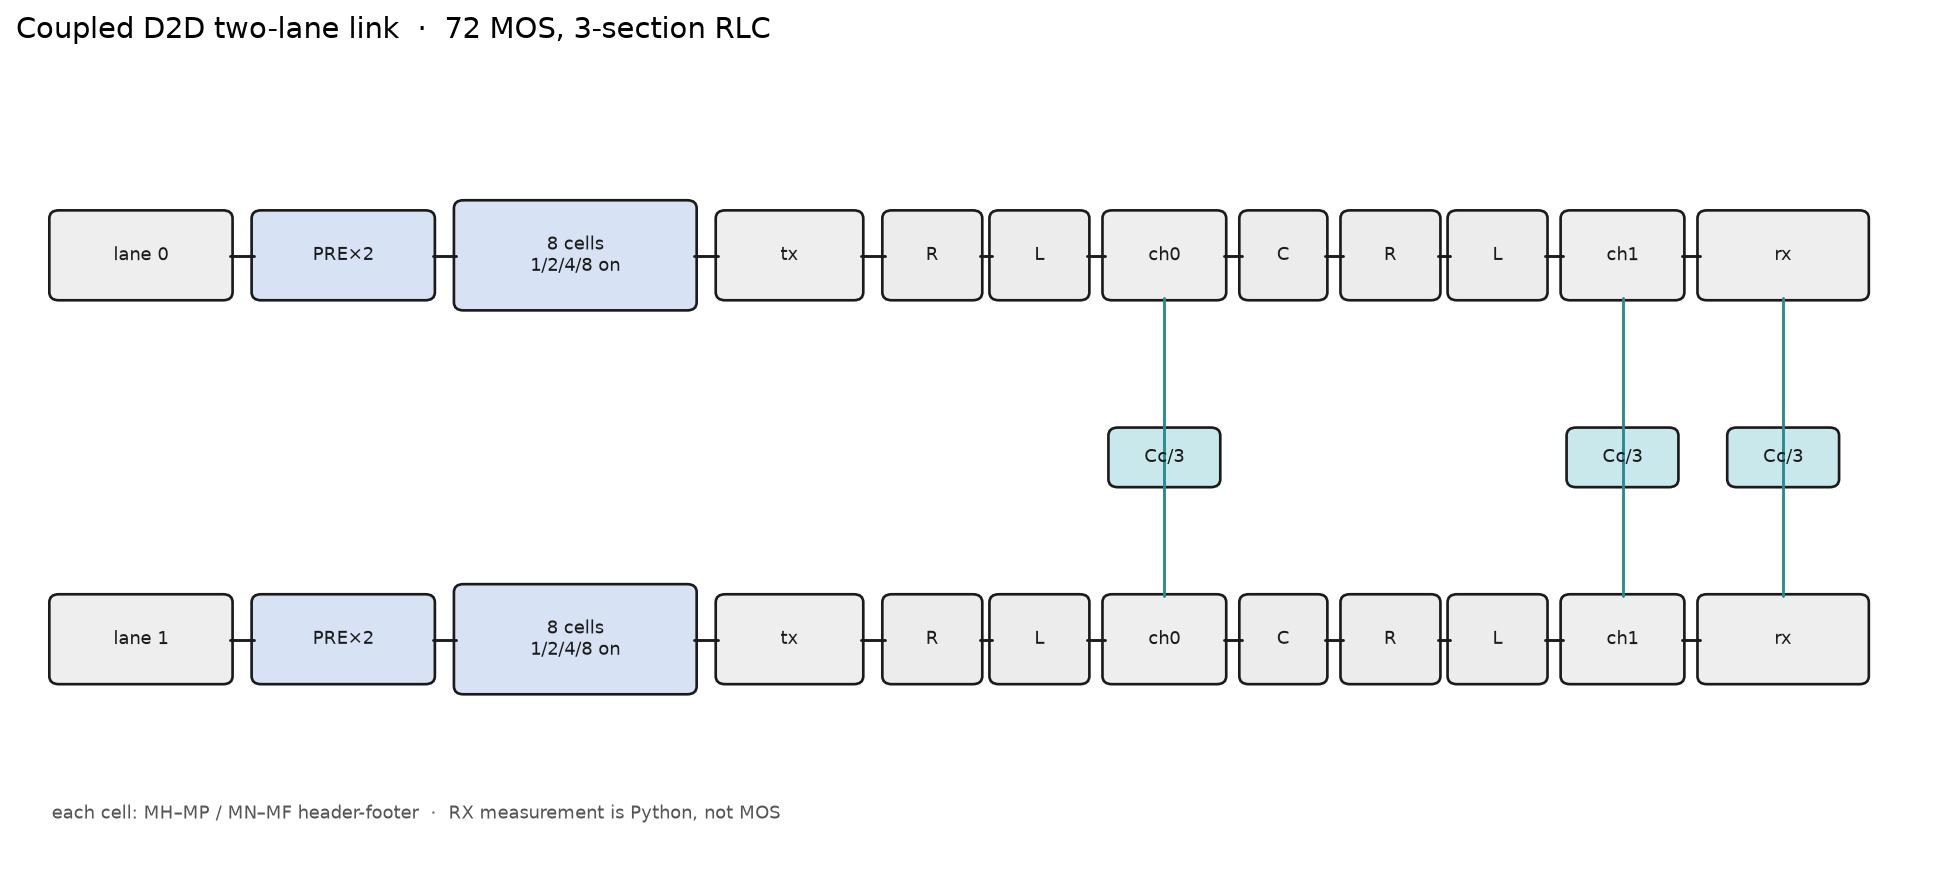 Coupled D2D two-lane link · 72 MOS, 3-section RLC
lane 0
PRE×2
8 cells
1/2/4/8 on
tx
R
L
ch0
C
R
L
ch1
rx
Cc/3
Cc/3
Cc/3
lane 1
PRE×2
8 cells
1/2/4/8 on
tx
R
L
ch0
C
R
L
ch1
rx
each cell: MH–MP / MN–MF header-footer · RX measurement is Python, not MOS